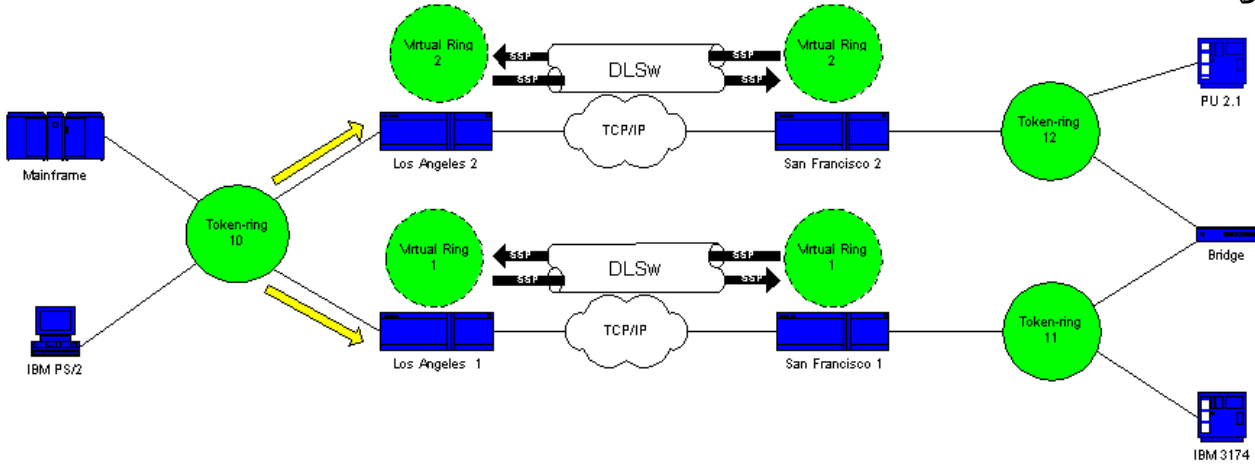 Virtual Ring
2
SSP
SSP
DLSw
SSP
SSP
Virtual Ring
2
PU 2.1
Mainframe
Los Angeles 2
TCP/IP
San Francisco 2
Token-ring
12
Token-ring
10
Virtual Ring
1
SSP
SSP
DLSw
SSP
SSP
Virtual Ring
1
Bridge
IBM PS/2
Los Angeles 1
TCP/IP
San Francisco 1
Token-ring
11
IBM 3174